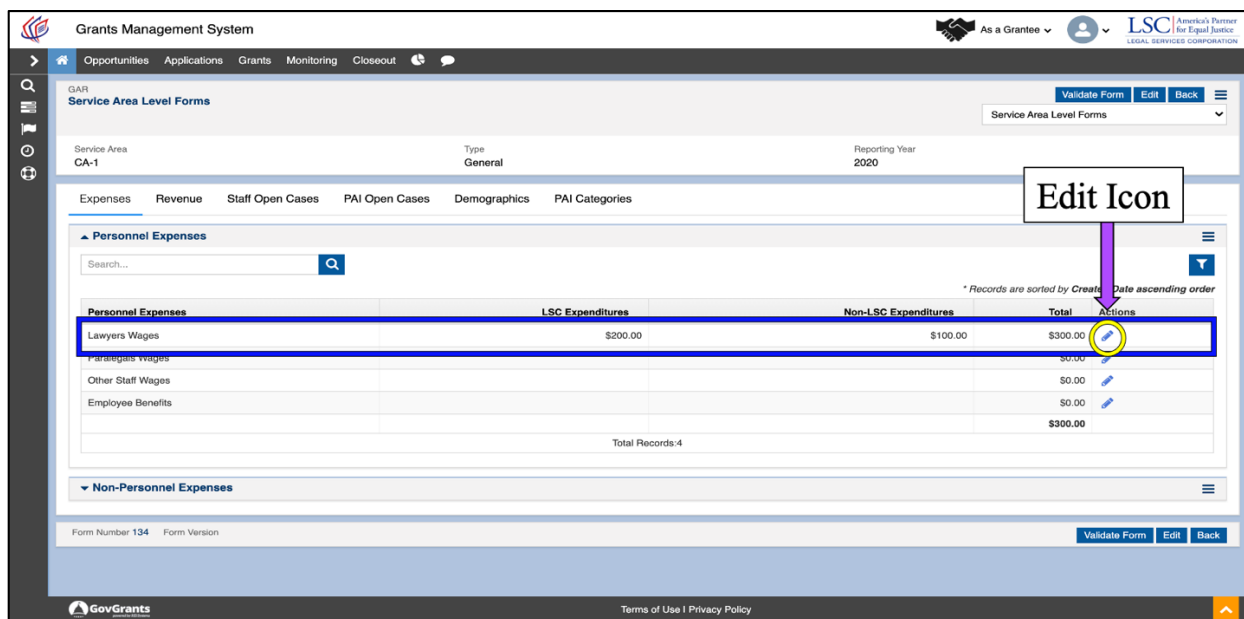 Grants Management System
As a Grantee
LSC America's Partner for Equal Justice
LEGAL SERVICES CORPORATION
Opportunities Applications Grants Monitoring Closeout
GAR
Service Area Level Forms
Validate Form Edit Back
Service Area Level Forms
Service Area Type Reporting Year
CA-1 General 2020
Edit Icon
Expenses Revenue Staff Open Cases PAI Open Cases Demographics PAI Categories
Personnel Expenses
Search...
* Records are sorted by Created Date ascending order
Personnel Expenses LSC Expenditures Non-LSC Expenditures Total Actions
Lawyers Wages $200.00 $100.00 $300.00
Paralegals Wages $0.00
Other Staff Wages $0.00
Employee Benefits $0.00
$300.00
Total Records:4
Non-Personnel Expenses
Form Number 134 Form Version
Validate Form Edit Back
GovGrants
Terms of Use I Privacy Policy